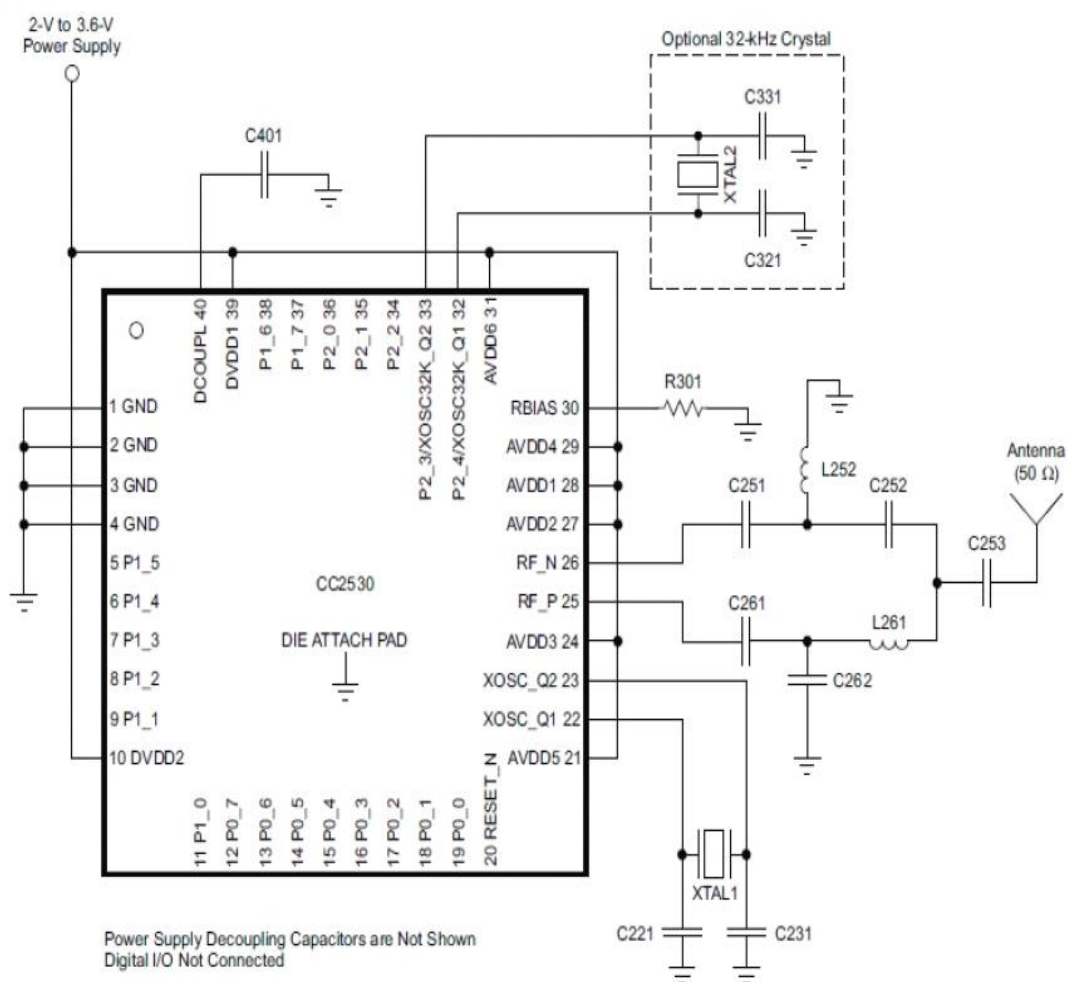 2-V to 3.6-V
Power Supply
Optional 32-kHz Crystal
C331
C401
XTAL2
C321
DCOUPL 40
DVDD1 39
P1_6 38
P1_7 37
P2_0 36
P2_1 35
P2_2 34
P2_3/XOSC32K_Q2 33
P2_4/XOSC32K_Q1 32
AVDD6 31
1 GND
2 GND
3 GND
4 GND
5 P1_5
6 P1_4
7 P1_3
8 P1_2
9 P1_1
10 DVDD2
CC2530
DIE ATTACH PAD
RBIAS 30
AVDD4 29
AVDD1 28
AVDD2 27
RF_N 26
RF_P 25
AVDD3 24
XOSC_Q2 23
XOSC_Q1 22
AVDD5 21
11 P1_0
12 P0_7
13 P0_6
14 P0_5
15 P0_4
16 P0_3
17 P0_2
18 P0_1
19 P0_0
20 RESET_N
R301
L252
C251
C252
Antenna
(50 Ω)
C253
C261
L261
C262
XTAL1
C221
C231
Power Supply Decoupling Capacitors are Not Shown
Digital I/O Not Connected